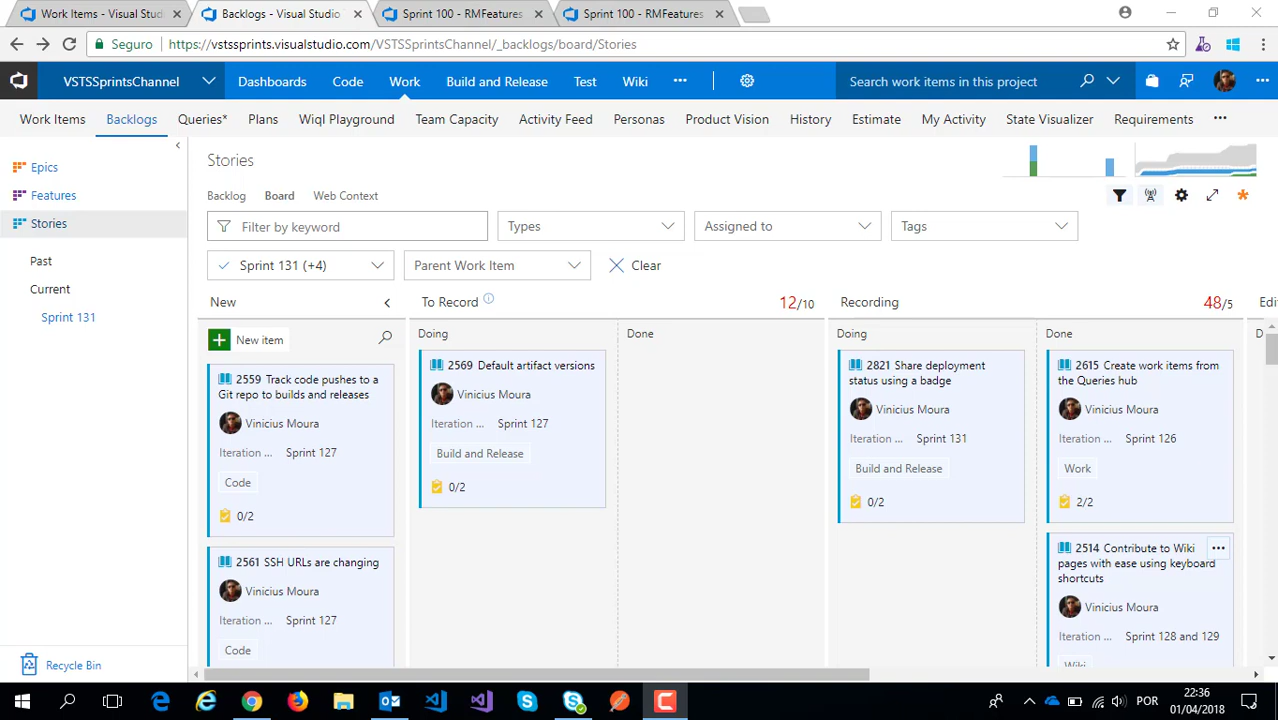 Work Items - Visual Studi
Backlogs - Visual Studio
Sprint 100 - RMFeatures
Sprint 100 - RMFeatures
Seguro
https://vstssprints.visualstudio.com/VSTSSprintsChannel/_backlogs/board/Stories
VSTSSprintsChannel
Dashboards
Code
Work
Build and Release
Test
Wiki
Search work items in this project
Work Items
Backlogs
Queries*
Plans
Wiql Playground
Team Capacity
Activity Feed
Personas
Product Vision
History
Estimate
My Activity
State Visualizer
Requirements
Epics
Features
Stories
Past
Current
Sprint 131
Recycle Bin
Stories
Backlog
Board
Web Context
Filter by keyword
Types
Assigned to
Tags
Sprint 131 (+4)
Parent Work Item
Clear
New
To Record
12/10
Recording
48/5
Edi
New item
2559 Track code pushes to a
Git repo to builds and releases
Vinicius Moura
Iteration ... Sprint 127
Code
0/2
2561 SSH URLs are changing
Vinicius Moura
Iteration ... Sprint 127
Code
Doing
2569 Default artifact versions
Vinicius Moura
Iteration ... Sprint 127
Build and Release
0/2
Done
Doing
2821 Share deployment
status using a badge
Vinicius Moura
Iteration ... Sprint 131
Build and Release
0/2
Done
2615 Create work items from
the Queries hub
Vinicius Moura
Iteration ... Sprint 126
Work
2/2
2514 Contribute to Wiki
pages with ease using keyboard
shortcuts
Vinicius Moura
Iteration ... Sprint 128 and 129
Wiki
D
POR
22:36
01/04/2018